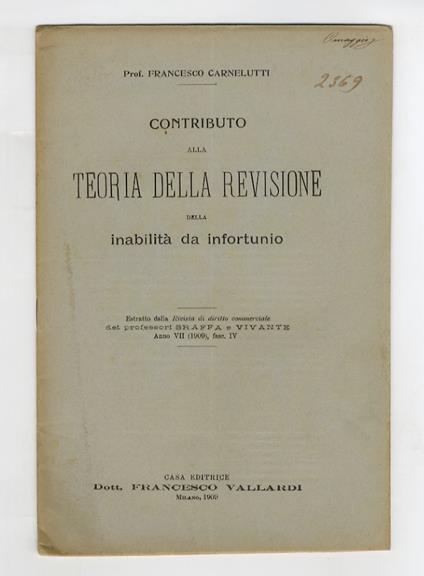 Omaggio
2369
Prof. FRANCESCO CARNELUTTI
CONTRIBUTO
ALLA
TEORIA DELLA REVISIONE
DELLA
inabilità da infortunio
Estratto dalla Rivista di diritto commerciale
dei professori SRAFFA e VIVANTE
Anno VII (1909), fasc. IV
CASA EDITRICE
Dott. FRANCESCO VALLARDI
MILANO, 1909